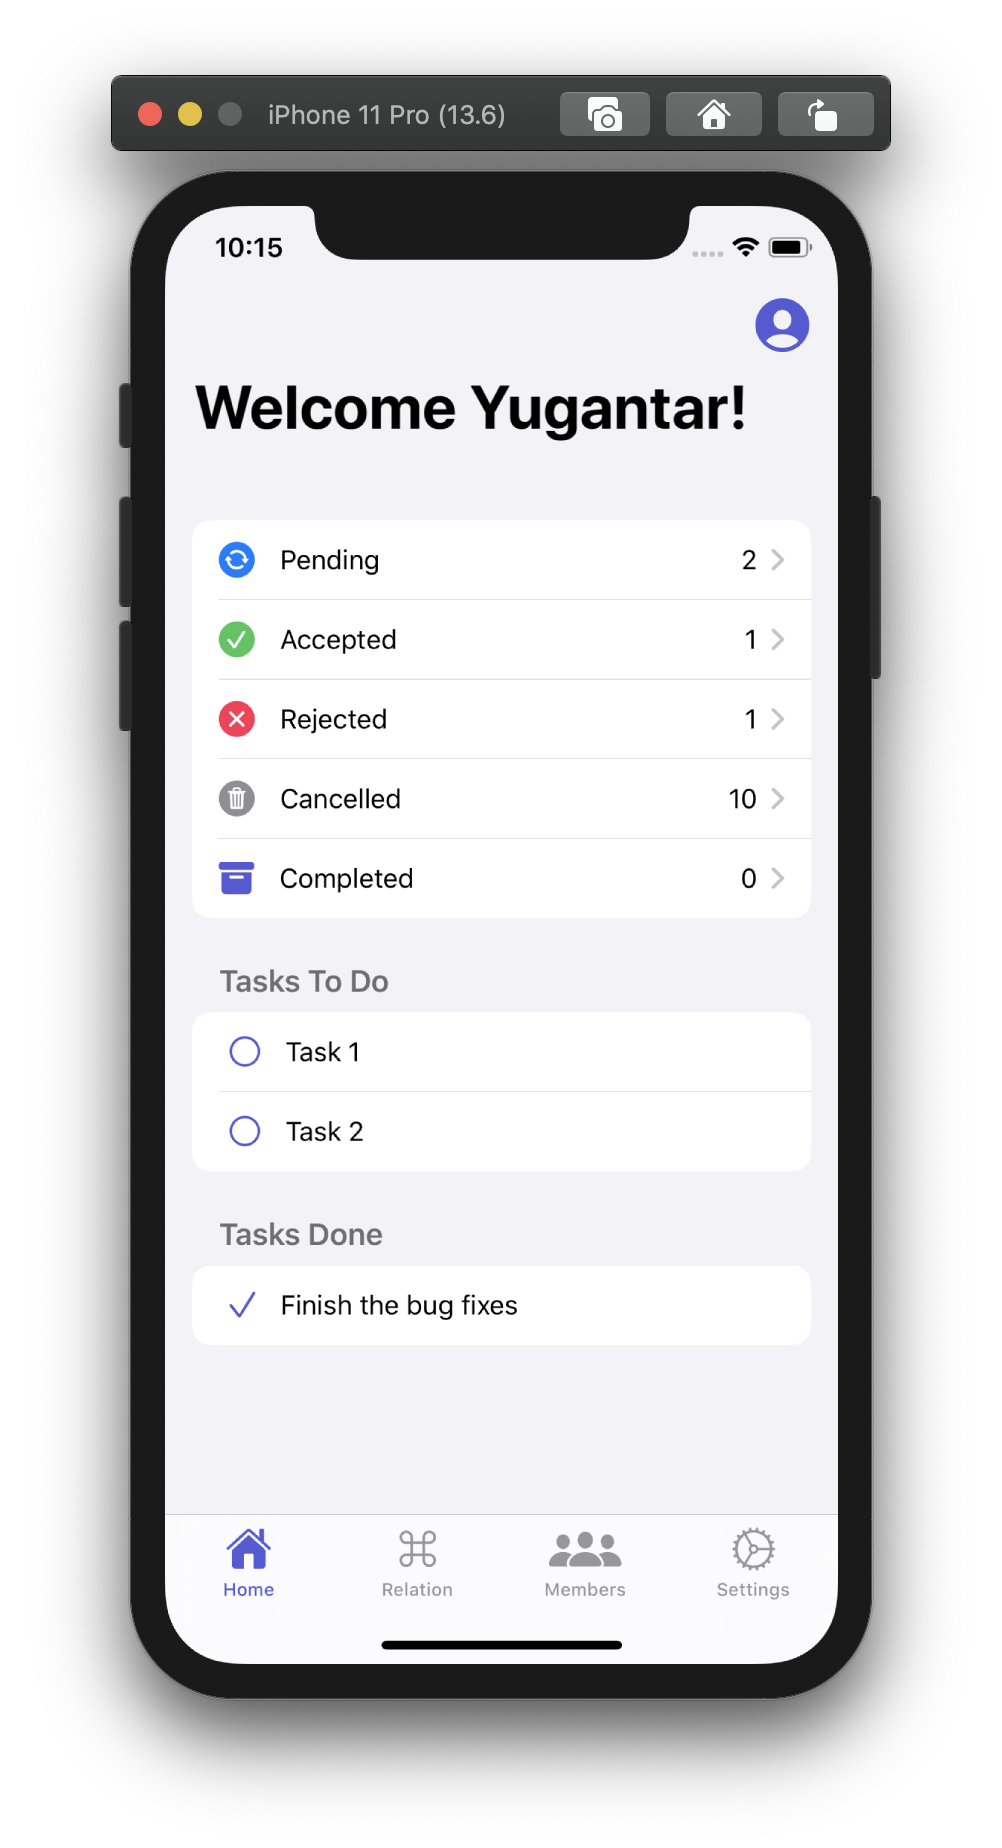 iPhone 11 Pro (13.6)
10:15
Welcome Yugantar!
Pending 2
Accepted 1
Rejected 1
Cancelled 10
Completed 0
Tasks To Do
Task 1
Task 2
Tasks Done
Finish the bug fixes
Home Relation Members Settings